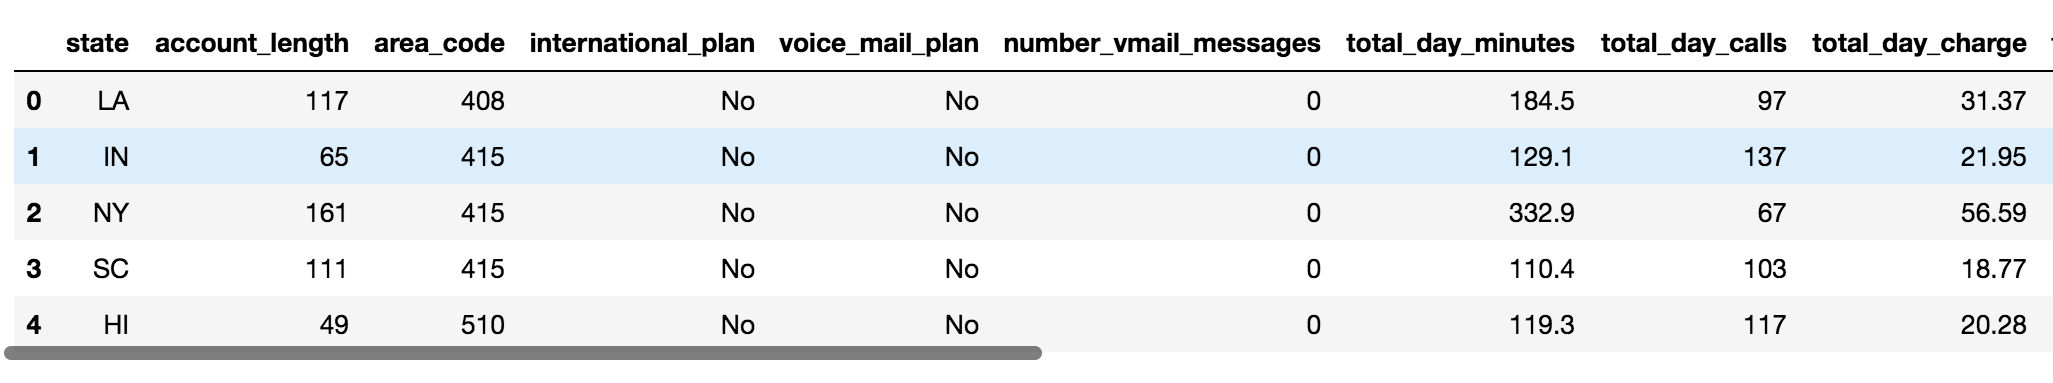 state account_length area_code international_plan voice_mail_plan number_vmail_messages total_day_minutes total_day_calls total_day_charge
0 LA 117 408 No No 0 184.5 97 31.37
1 IN 65 415 No No 0 129.1 137 21.95
2 NY 161 415 No No 0 332.9 67 56.59
3 SC 111 415 No No 0 110.4 103 18.77
4 HI 49 510 No No 0 119.3 117 20.28